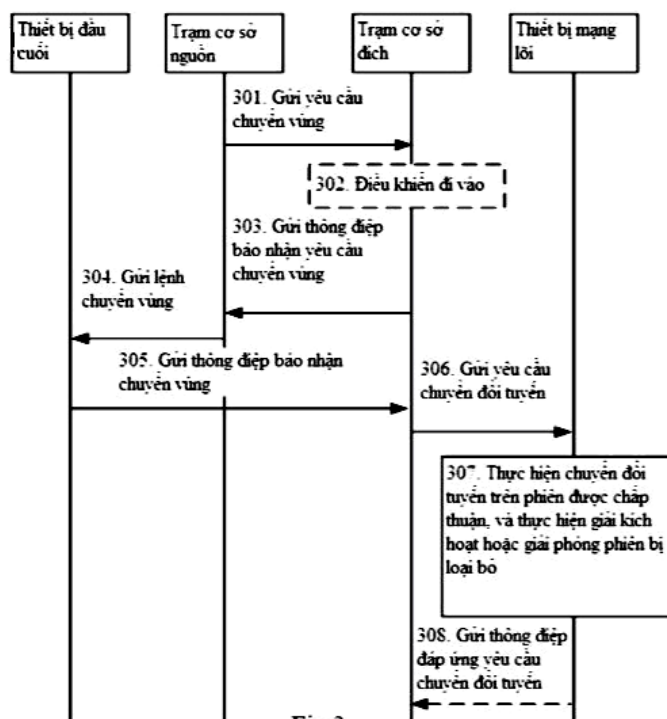 Thiết bị đầu
cuối
Trạm cơ sở
nguồn
Trạm cơ sở
đích
Thiết bị mạng
lõi
301. Gửi yêu cầu
chuyển vùng
302. Điều khiển đi vào
303. Gửi thông điệp
báo nhận yêu cầu
chuyển vùng
304. Gửi lệnh
chuyển vùng
305. Gửi thông điệp báo nhận
chuyển vùng
306. Gửi yêu cầu
chuyển đổi tuyến
307. Thực hiện chuyển đổi
tuyến trên phiên được chấp
thuận, và thực hiện giải kích
hoạt hoặc giải phóng phiên bị
loại bỏ
308. Gửi thông điệp
đáp ứng yêu cầu
chuyển đổi tuyến